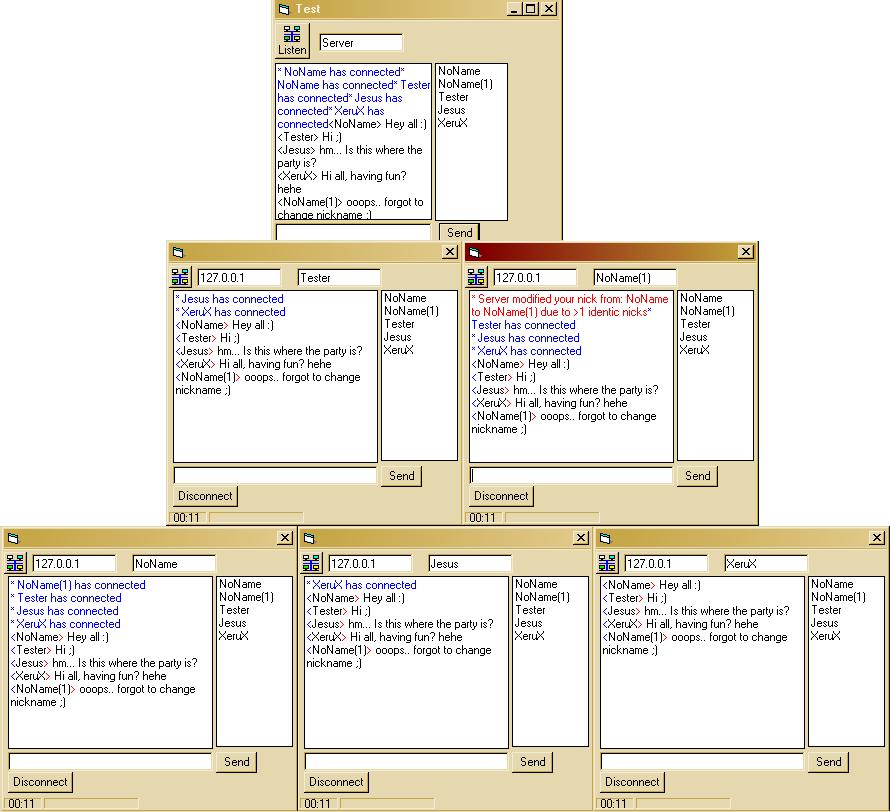 Test
Listen
Server
* NoName has connected*
NoName has connected* Tester
has connected* Jesus has
connected* XeruX has
connected<NoName> Hey all :)
<Tester> Hi ;)
<Jesus> hm... Is this where the
party is?
<XeruX> Hi all, having fun?
hehe
<NoName(1)> ooops.. forgot to
change nickname ;)
NoName
NoName(1)
Tester
Jesus
XeruX
Send
127.0.0.1
Tester
* Jesus has connected
* XeruX has connected
<NoName> Hey all :)
<Tester> Hi ;)
<Jesus> hm... Is this where the party is?
<XeruX> Hi all, having fun? hehe
<NoName(1)> ooops.. forgot to change
nickname ;)
NoName
NoName(1)
Tester
Jesus
XeruX
Send
Disconnect
00:11
127.0.0.1
NoName(1)
* Server modified your nick from: NoName
to NoName(1) due to >1 identic nicks*
Tester has connected
* Jesus has connected
* XeruX has connected
<NoName> Hey all :)
<Tester> Hi ;)
<Jesus> hm... Is this where the party is?
<XeruX> Hi all, having fun? hehe
<NoName(1)> ooops.. forgot to change
nickname ;)
NoName
NoName(1)
Tester
Jesus
XeruX
Send
Disconnect
00:11
127.0.0.1
NoName
* NoName(1) has connected
* Tester has connected
* Jesus has connected
* XeruX has connected
<NoName> Hey all :)
<Tester> Hi ;)
<Jesus> hm... Is this where the party is?
<XeruX> Hi all, having fun? hehe
<NoName(1)> ooops.. forgot to change
nickname ;)
NoName
NoName(1)
Tester
Jesus
XeruX
Send
Disconnect
00:11
127.0.0.1
Jesus
* XeruX has connected
<NoName> Hey all :)
<Tester> Hi ;)
<Jesus> hm... Is this where the party is?
<XeruX> Hi all, having fun? hehe
<NoName(1)> ooops.. forgot to change
nickname ;)
NoName
NoName(1)
Tester
Jesus
XeruX
Send
Disconnect
00:11
127.0.0.1
XeruX
<NoName> Hey all :)
<Tester> Hi ;)
<Jesus> hm... Is this where the party is?
<XeruX> Hi all, having fun? hehe
<NoName(1)> ooops.. forgot to change
nickname ;)
NoName
NoName(1)
Tester
Jesus
XeruX
Send
Disconnect
00:11